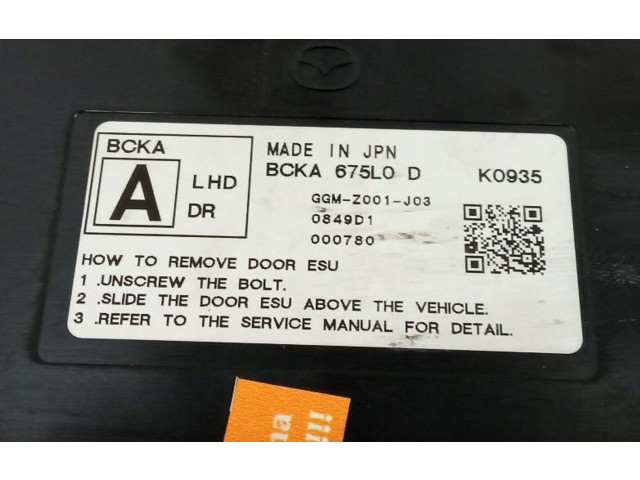 BCKA
A
LHD
DR
MADE IN JPN
BCKA 675L0 D
K0935
GGM-Z001-J03
0849D1
000780
HOW TO REMOVE DOOR ESU
1 .UNSCREW THE BOLT.
2 .SLIDE THE DOOR ESU ABOVE THE VEHICLE.
3 .REFER TO THE SERVICE MANUAL FOR DETAIL.